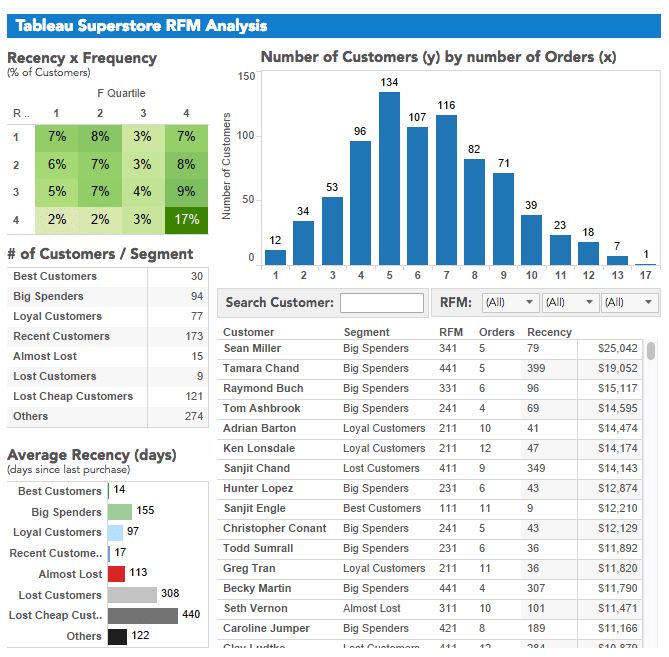 Tableau Superstore RFM Analysis
Recency x Frequency
(% of Customers)
F Quartile
R .. 1 2 3 4
1 7% 8% 3% 7%
2 6% 7% 3% 8%
3 5% 7% 4% 9%
4 2% 2% 3% 17%
# of Customers / Segment
Best Customers 30
Big Spenders 94
Loyal Customers 77
Recent Customers 173
Almost Lost 15
Lost Customers 9
Lost Cheap Customers 121
Others 274
Average Recency (days)
(days since last purchase)
Best Customers 14
Big Spenders 155
Loyal Customers 97
Recent Custome.. 17
Almost Lost 113
Lost Customers 308
Lost Cheap Cust.. 440
Others 122
Number of Customers (y) by number of Orders (x)
Number of Customers
150
100
50
0
12 34 53 96 134 107 116 82 71 39 23 18 7 1
1 2 3 4 5 6 7 8 9 10 11 12 13 17
Search Customer: RFM: (All) (All) (All)
Customer Segment RFM Orders Recency
Sean Miller Big Spenders 341 5 79 $25,042
Tamara Chand Big Spenders 441 5 399 $19,052
Raymond Buch Big Spenders 331 6 96 $15,117
Tom Ashbrook Big Spenders 241 4 69 $14,595
Adrian Barton Loyal Customers 211 10 41 $14,474
Ken Lonsdale Loyal Customers 211 12 47 $14,174
Sanjit Chand Lost Customers 411 9 349 $14,143
Hunter Lopez Big Spenders 231 6 43 $12,874
Sanjit Engle Best Customers 111 11 9 $12,210
Christopher Conant Big Spenders 241 5 43 $12,129
Todd Sumrall Big Spenders 231 6 36 $11,892
Greg Tran Loyal Customers 211 11 36 $11,820
Becky Martin Big Spenders 441 4 307 $11,790
Seth Vernon Almost Lost 311 10 101 $11,471
Caroline Jumper Big Spenders 421 8 189 $11,166